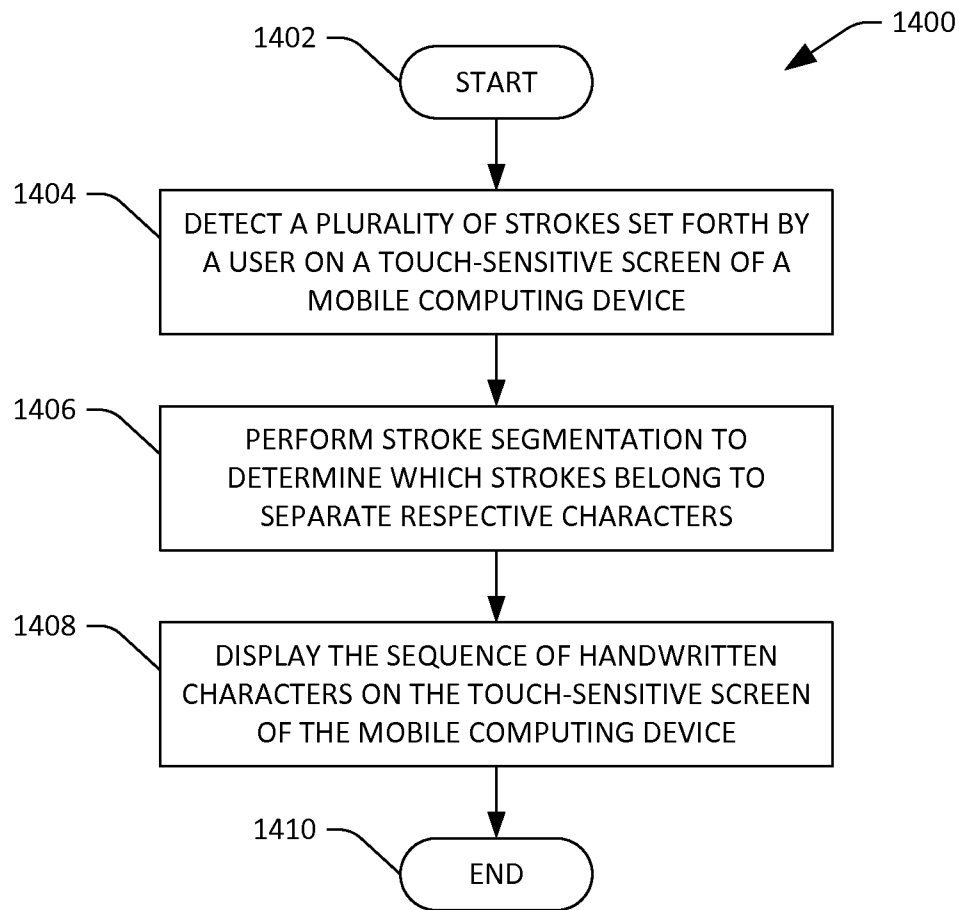 1400
1402
START
1404
DETECT A PLURALITY OF STROKES SET FORTH BY
A USER ON A TOUCH-SENSITIVE SCREEN OF A
MOBILE COMPUTING DEVICE
1406
PERFORM STROKE SEGMENTATION TO
DETERMINE WHICH STROKES BELONG TO
SEPARATE RESPECTIVE CHARACTERS
1408
DISPLAY THE SEQUENCE OF HANDWRITTEN
CHARACTERS ON THE TOUCH-SENSITIVE SCREEN
OF THE MOBILE COMPUTING DEVICE
1410
END